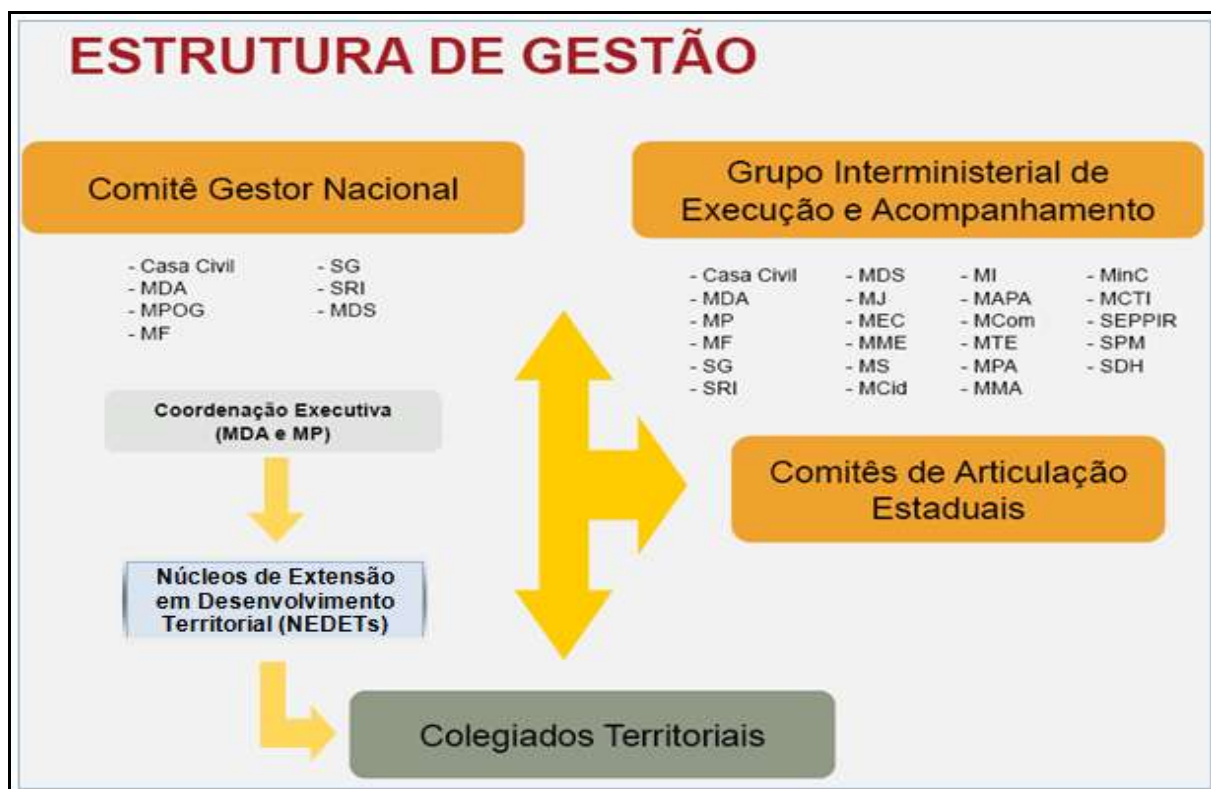 ESTRUTURA DE GESTÃO
Comitê Gestor Nacional
- Casa Civil
- MDA
- MPOG
- MF
- SG
- SRI
- MDS
Coordenação Executiva
(MDA e MP)
Núcleos de Extensão
em Desenvolvimento
Territorial (NEDETs)
Grupo Interministerial de
Execução e Acompanhamento
- Casa Civil
- MDA
- MP
- MF
- SG
- SRI
- MDS
- MJ
- MEC
- MME
- MS
- MCid
- MI
- MAPA
- MCom
- MTE
- MPA
- MMA
- MinC
- MCTI
- SEPPIR
- SPM
- SDH
Comitês de Articulação
Estaduais
Colegiados Territoriais